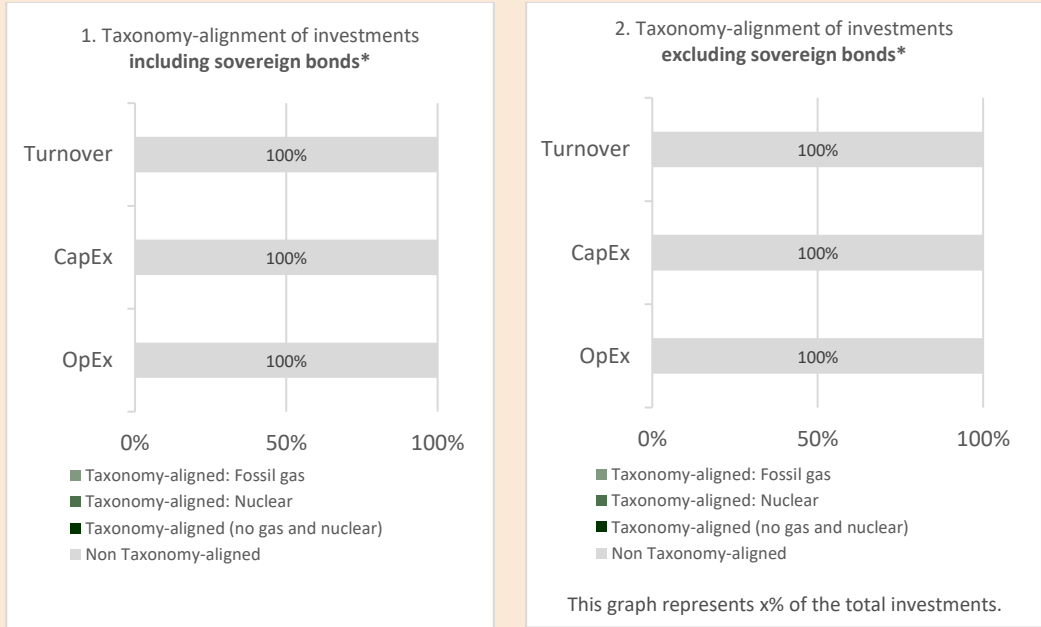 1. Taxonomy-alignment of investments
including sovereign bonds*
Turnover
100%
CapEx
100%
OpEx
100%
0%
50%
100%
Taxonomy-aligned: Fossil gas
Taxonomy-aligned: Nuclear
Taxonomy-aligned (no gas and nuclear)
Non Taxonomy-aligned
2. Taxonomy-alignment of investments
excluding sovereign bonds*
Turnover
100%
CapEx
100%
OpEx
100%
0%
50%
100%
Taxonomy-aligned: Fossil gas
Taxonomy-aligned: Nuclear
Taxonomy-aligned (no gas and nuclear)
Non Taxonomy-aligned
This graph represents x% of the total investments.